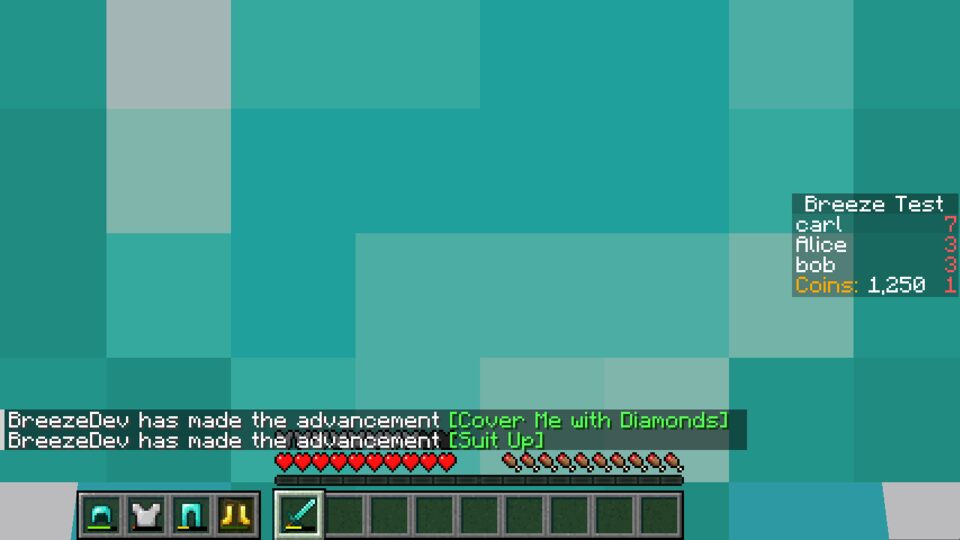 Breeze Test
carl 7
Alice 3
bob 3
Coins: 1,250 1
BreezeDev has made the advancement [Cover Me with Diamonds]
BreezeDev has made the advancement [Suit Up]